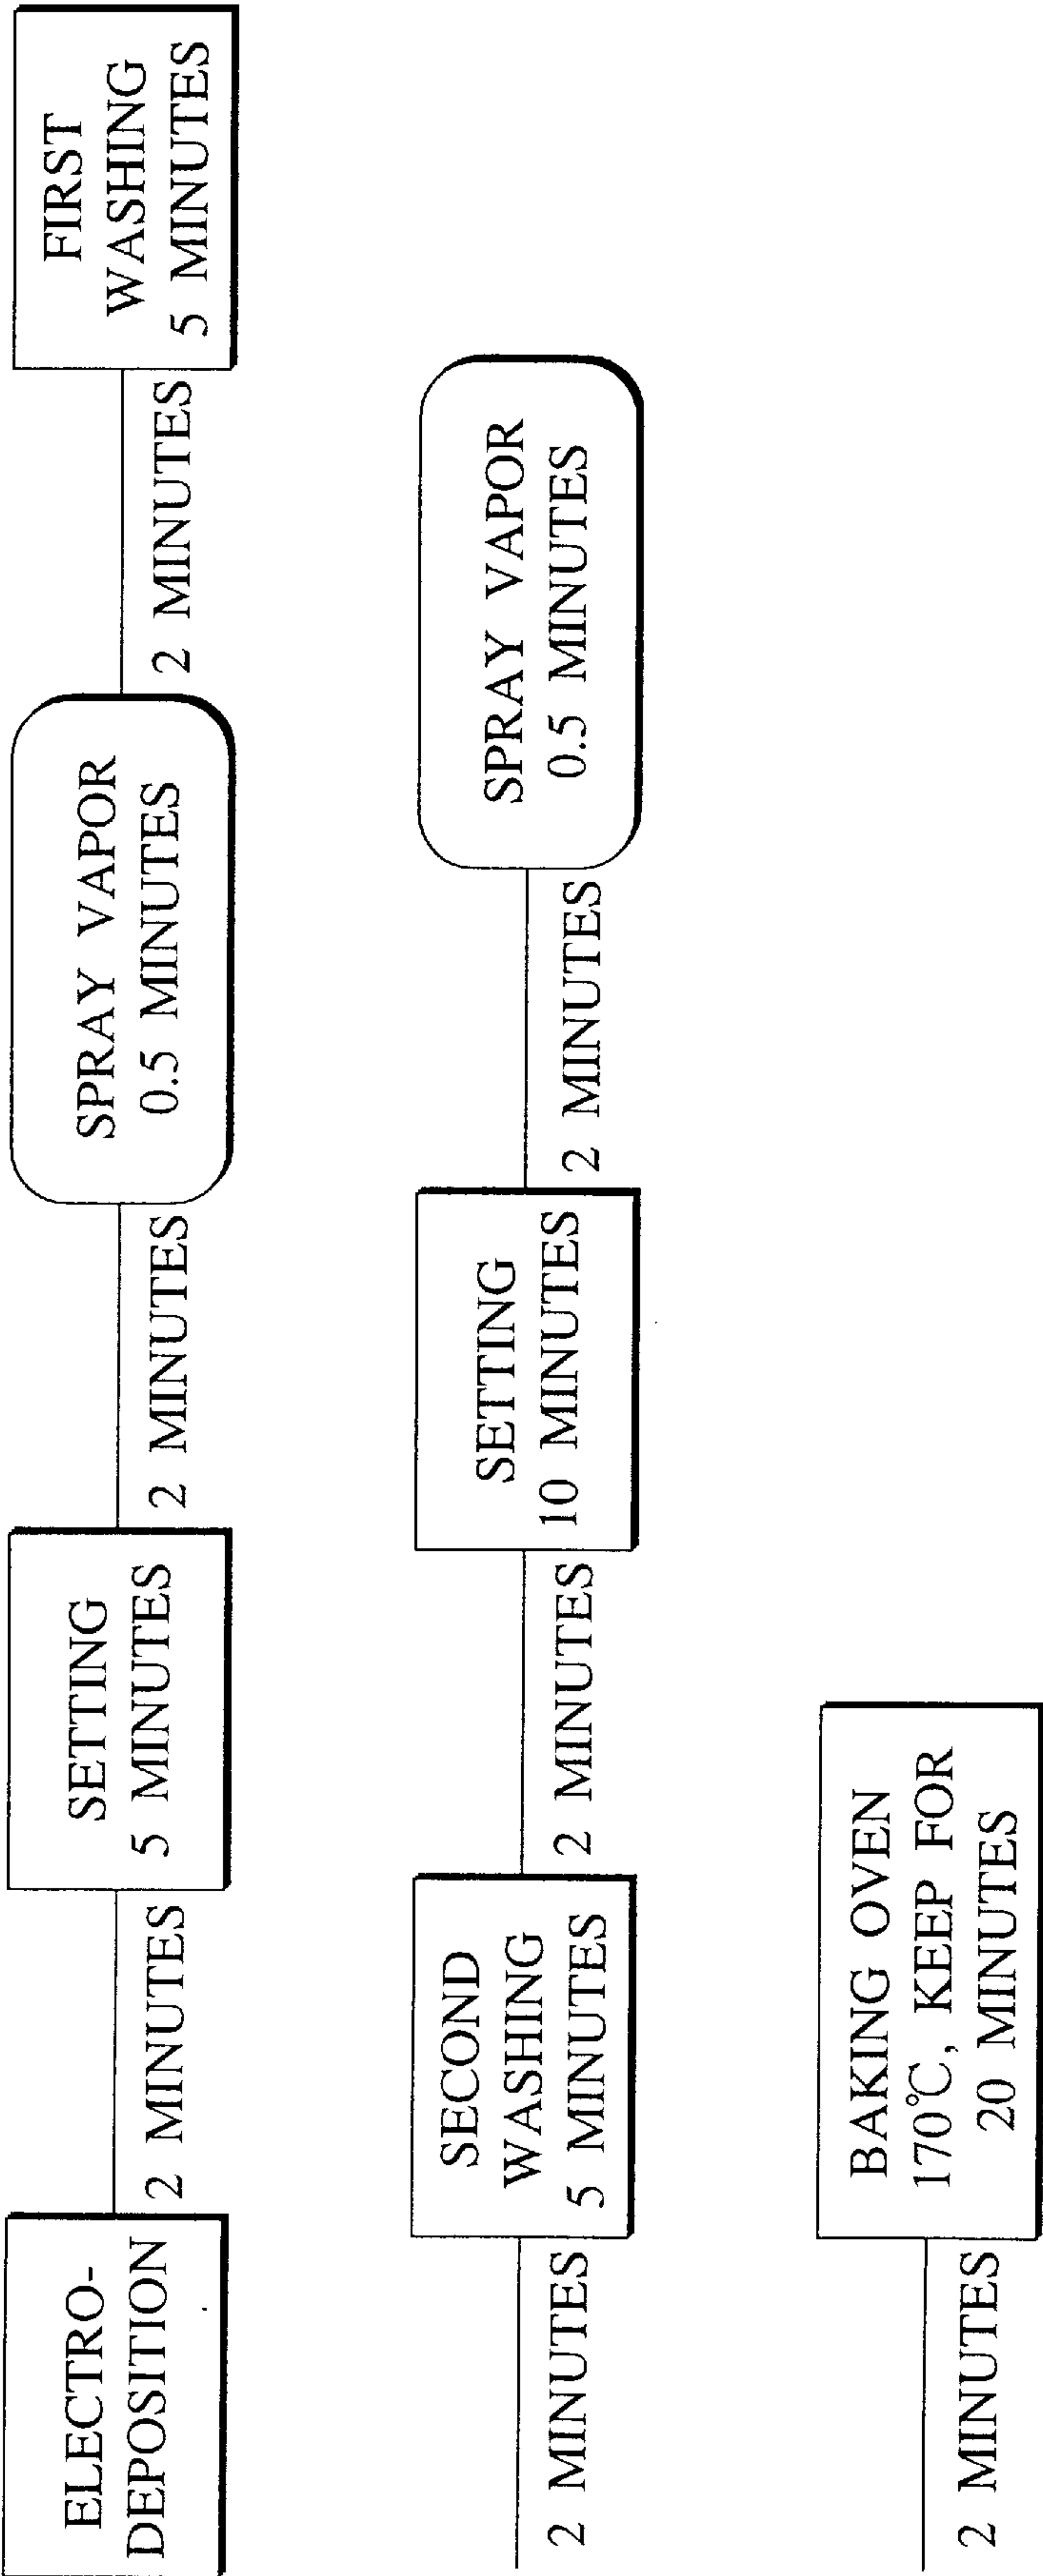 ELECTRO-
DEPOSITION
2 MINUTES
SETTING
5 MINUTES
2 MINUTES
SPRAY VAPOR
0.5 MINUTES
2 MINUTES
FIRST
WASHING
5 MINUTES
2 MINUTES
SECOND
WASHING
5 MINUTES
2 MINUTES
SETTING
10 MINUTES
2 MINUTES
SPRAY VAPOR
0.5 MINUTES
2 MINUTES
BAKING OVEN
170℃, KEEP FOR
20 MINUTES